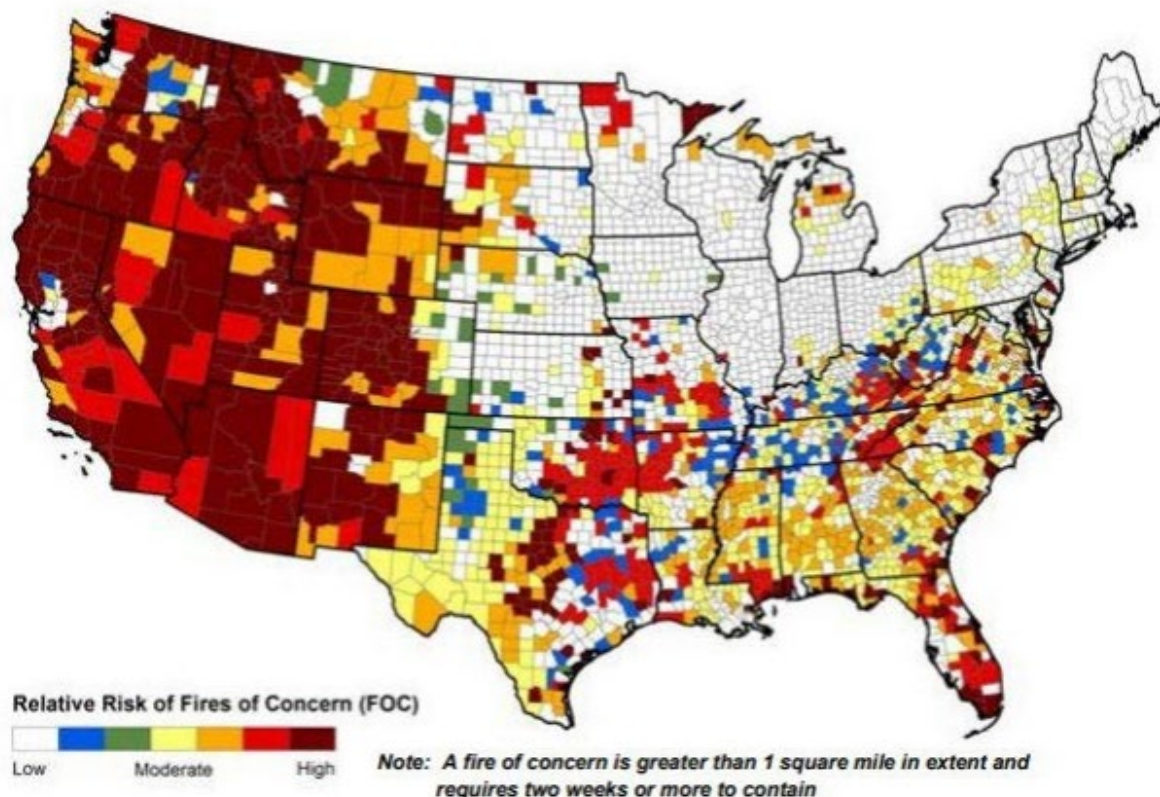 Relative Risk of Fires of Concern (FOC)
Low Moderate High
Note: A fire of concern is greater than 1 square mile in extent and
requires two weeks or more to contain